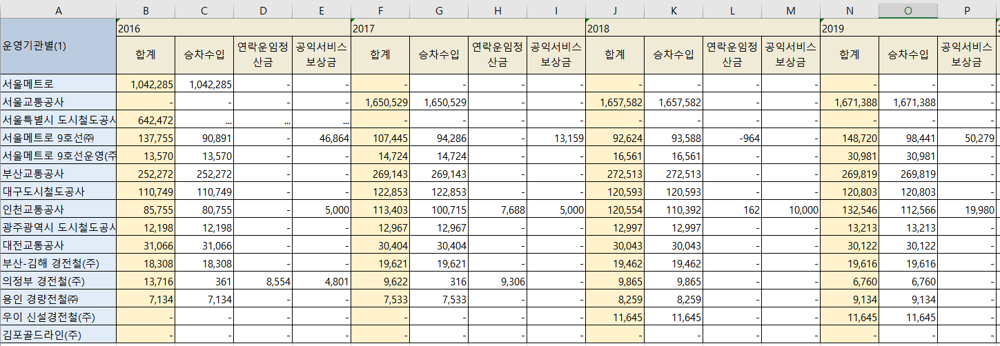 A B C D E F G H I J K L M N O P
운영기관별(1) 2016 2017 2018 2019
합계 승차수입 연락운임정산금 공익서비스보상금 합계 승차수입 연락운임정산금 공익서비스보상금 합계 승차수입 연락운임정산금 공익서비스보상금 합계 승차수입 공익서비스보상금
서울메트로 1,042,285 1,042,285 - - - - - - - - - - - - -
서울교통공사 - - - - 1,650,529 1,650,529 - - 1,657,582 1,657,582 - - 1,671,388 1,671,388 -
서울특별시 도시철도공사 642,472 ... ... ... - - - - - - - - - - -
서울메트로 9호선㈜ 137,755 90,891 - 46,864 107,445 94,286 - 13,159 92,624 93,588 -964 - 148,720 98,441 50,279
서울메트로 9호선운영(주 13,570 13,570 - - 14,724 14,724 - - 16,561 16,561 - - 30,981 30,981 -
부산교통공사 252,272 252,272 - - 269,143 269,143 - - 272,513 272,513 - - 269,819 269,819 -
대구도시철도공사 110,749 110,749 - - 122,853 122,853 - - 120,593 120,593 - - 120,803 120,803 -
인천교통공사 85,755 80,755 - 5,000 113,403 100,715 7,688 5,000 120,554 110,392 162 10,000 132,546 112,566 19,980
광주광역시 도시철도공사 12,198 12,198 - - 12,967 12,967 - - 12,997 12,997 - - 13,213 13,213 -
대전교통공사 31,066 31,066 - - 30,404 30,404 - - 30,043 30,043 - - 30,122 30,122 -
부산-김해 경전철(주) 18,308 18,308 - - 19,621 19,621 - - 19,462 19,462 - - 19,616 19,616 -
의정부 경전철(주) 13,716 361 8,554 4,801 9,622 316 9,306 - 9,865 9,865 - - 6,760 6,760 -
용인 경량전철㈜ 7,134 7,134 - - 7,533 7,533 - - 8,259 8,259 - - 9,134 9,134 -
우이 신설경전철(주) - - - - - - - - 11,645 11,645 - - 11,645 11,645 -
김포골드라인(주) - - - - - - - - - - - - - - -